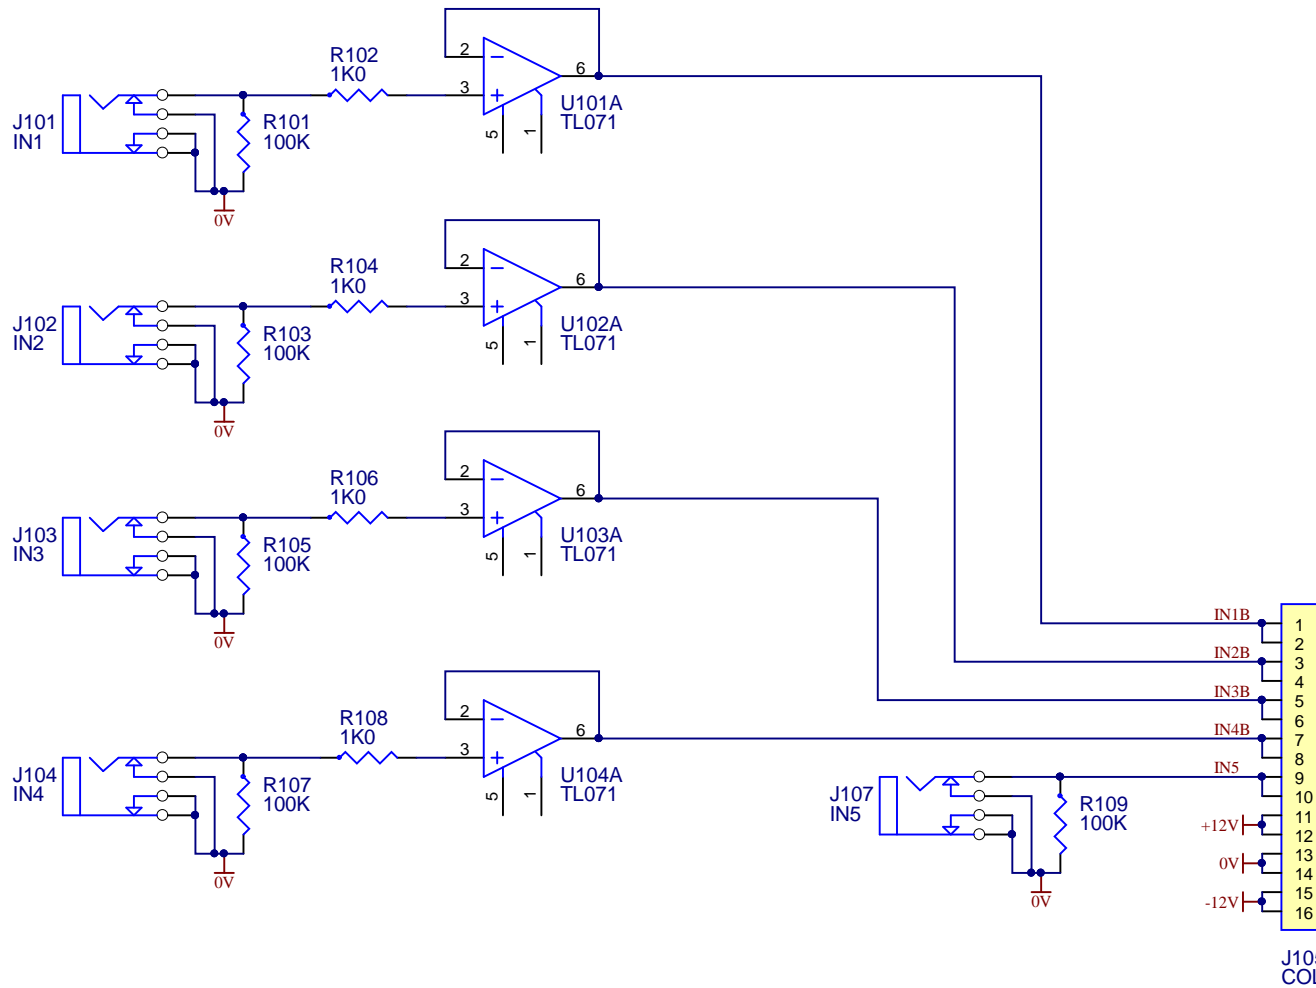 R102
1K0
2
3
6
5
1
U101A
TL071
J101
IN1
R101
100K
0V
R104
1K0
2
3
6
5
1
U102A
TL071
J102
IN2
R103
100K
0V
R106
1K0
2
3
6
5
1
U103A
TL071
J103
IN3
R105
100K
0V
R108
1K0
2
3
6
5
1
U104A
TL071
J104
IN4
R107
100K
0V
J107
IN5
R109
100K
0V
IN1B
IN2B
IN3B
IN4B
IN5
+12V
0V
-12V
1
2
3
4
5
6
7
8
9
10
11
12
13
14
15
16